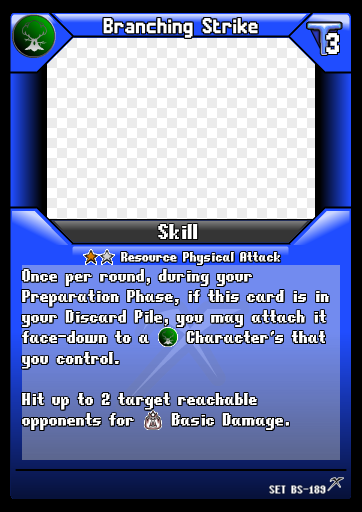 Branching Strike
3
Skill
Resource Physical Attack
Once per round, during your
Preparation Phase, if this card is in
your Discard Pile, you may attach it
face-down to a Character's that
you control.
Hit up to 2 target reachable
opponents for Basic Damage.
SET BS-189